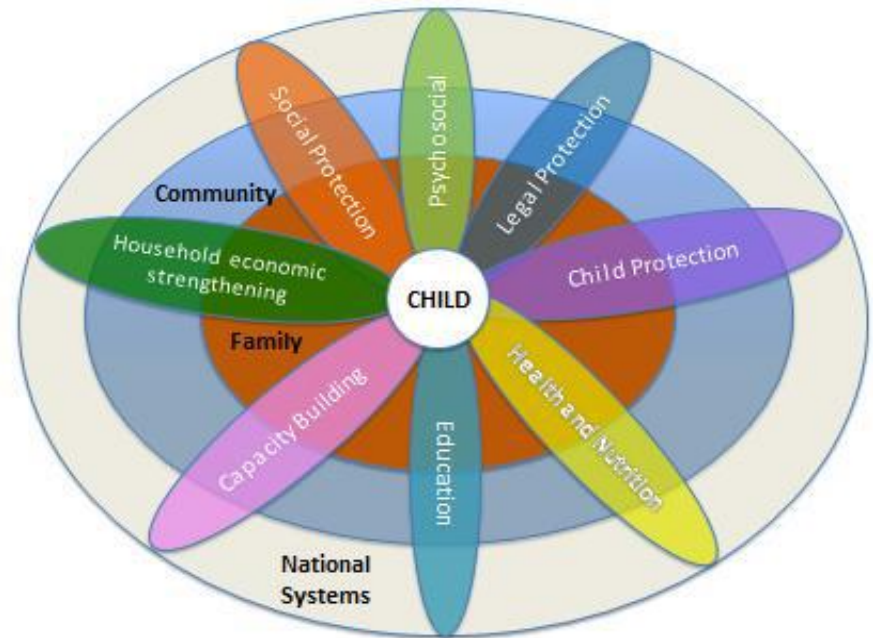 Psychosocial
Social Protection
Legal Protection
Community
Household economic
strengthening
Child Protection
CHILD
Family
Capacity Building
Education
Health and Nutrition
National
Systems